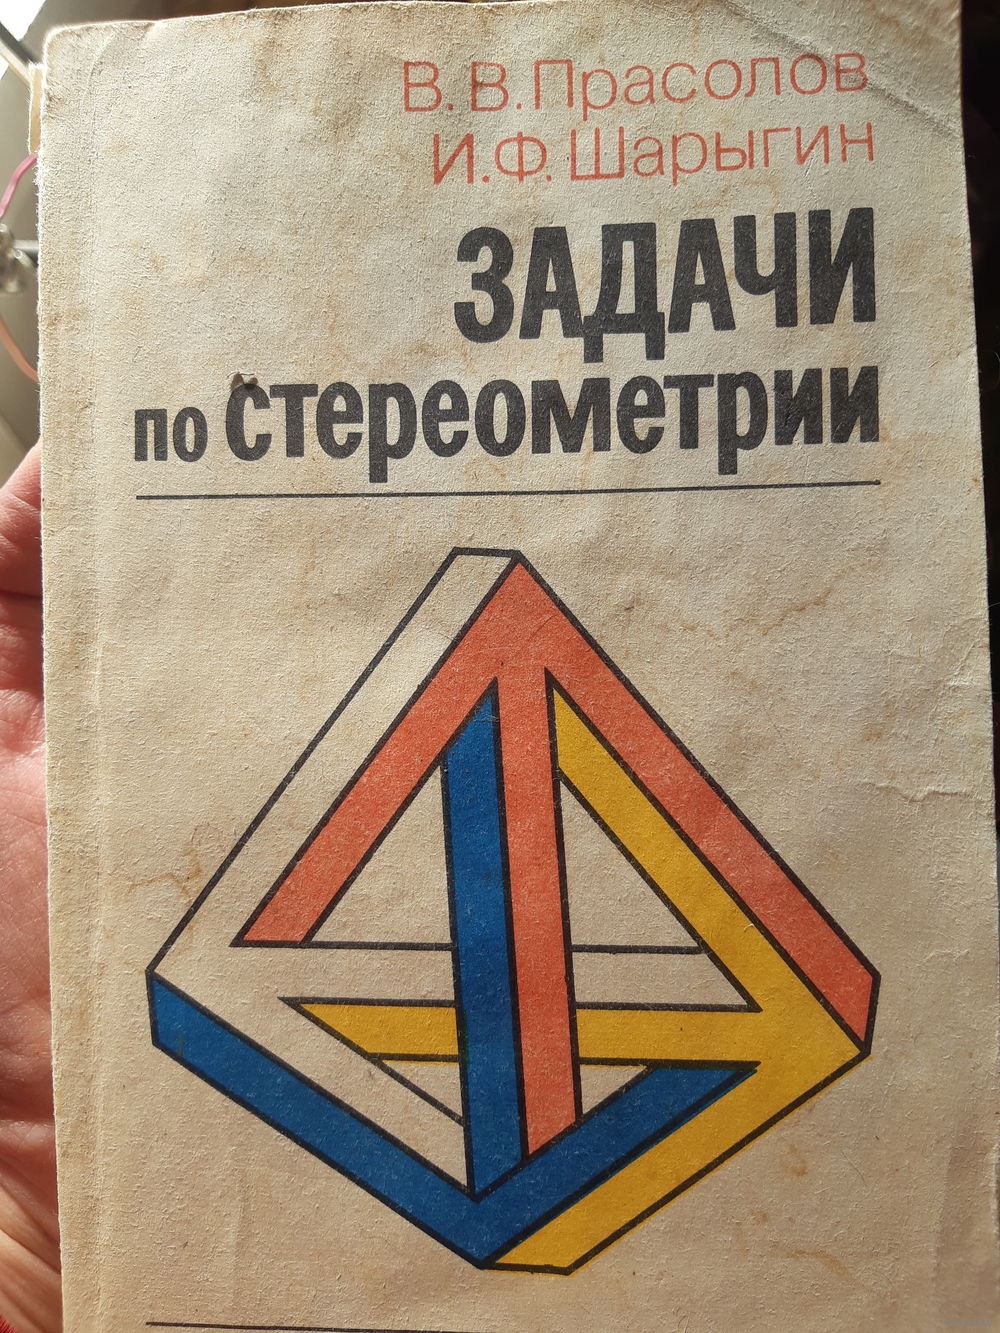 В. В. Прасолов
И. Ф. Шарыгин
ЗАДАЧИ
по стереометрии